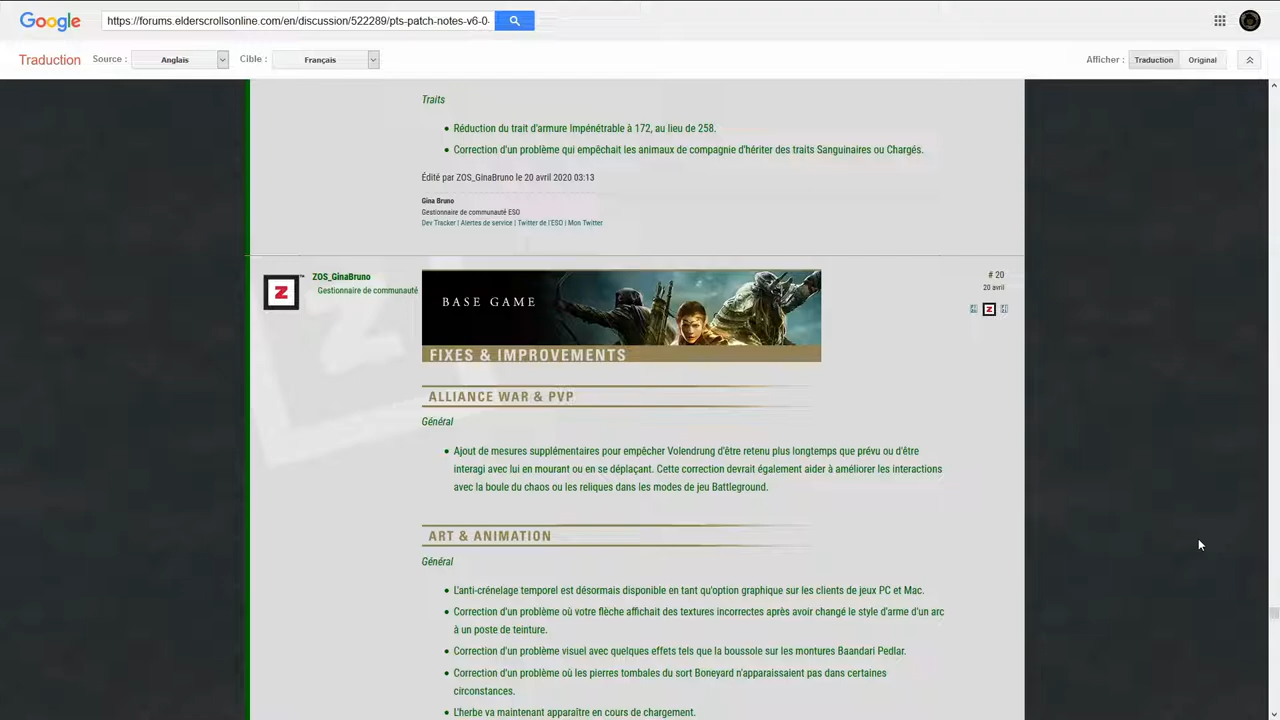 Google
https://forums.elderscrollsonline.com/en/discussion/522289/pts-patch-notes-v6-0-
Traduction Source : Anglais Cible : Français Afficher : Traduction Original
Traits
• Réduction du trait d'armure Impénétrable à 172, au lieu de 258.
• Correction d'un problème qui empêchait les animaux de compagnie d'hériter des traits Sanguinaires ou Chargés.
Édité par ZOS_GinaBruno le 20 avril 2020 03:13
Gina Bruno
Gestionnaire de communauté ESO
Dev Tracker | Alertes de service | Twitter de l'ESO | Mon Twitter
Z
ZOS_GinaBruno
Gestionnaire de communauté
# 20
20 avril
Z
BASE GAME
FIXES & IMPROVEMENTS
ALLIANCE WAR & PVP
Général
• Ajout de mesures supplémentaires pour empêcher Volendrung d'être retenu plus longtemps que prévu ou d'être
interagi avec lui en mourant ou en se déplaçant. Cette correction devrait également aider à améliorer les interactions
avec la boule du chaos ou les reliques dans les modes de jeu Battleground.
ART & ANIMATION
Général
• L'anti-crénelage temporel est désormais disponible en tant qu'option graphique sur les clients de jeux PC et Mac.
• Correction d'un problème où votre flèche affichait des textures incorrectes après avoir changé le style d'arme d'un arc
à un poste de teinture.
• Correction d'un problème visuel avec quelques effets tels que la boussole sur les montures Baandari Pedlar.
• Correction d'un problème où les pierres tombales du sort Boneyard n'apparaissaient pas dans certaines
circonstances.
• L'herbe va maintenant apparaître en cours de chargement.